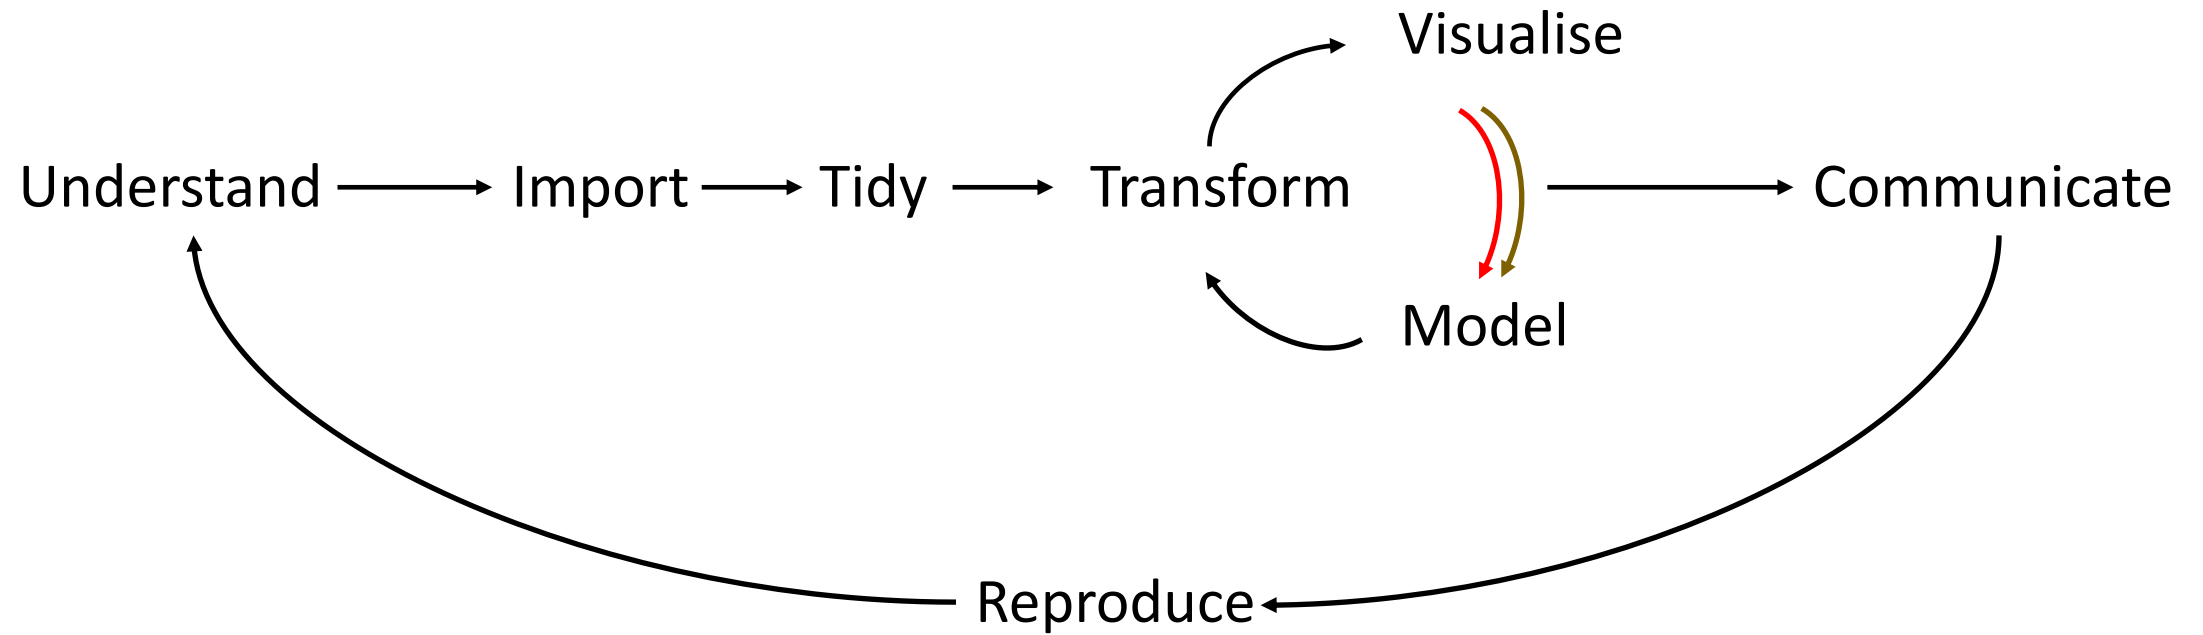 Visualise
Understand Import Tidy Transform Communicate
Model
Reproduce